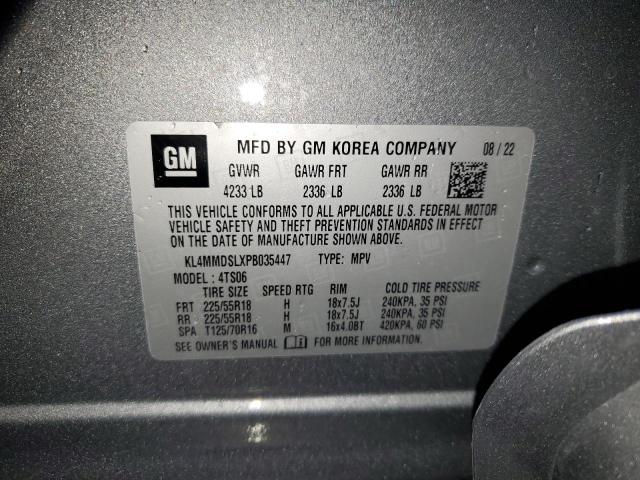 GM MFD BY GM KOREA COMPANY 08 / 22
GVWR GAWR FRT GAWR RR
4233 LB 2336 LB 2336 LB
THIS VEHICLE CONFORMS TO ALL APPLICABLE U.S. FEDERAL MOTOR
VEHICLE SAFETY AND THEFT PREVENTION STANDARDS IN EFFECT
ON THE DATE OF MANUFACTURE SHOWN ABOVE.
KL4MMDSLXPB035447 TYPE: MPV
MODEL: 4TS06
TIRE SIZE SPEED RTG RIM COLD TIRE PRESSURE
FRT 225/55R18 H 18x7.5J 240KPA, 35 PSI
RR 225/55R18 H 18x7.5J 240KPA, 35 PSI
SPA T125/70R16 M 16x4.0BT 420KPA, 60 PSI
SEE OWNER'S MANUAL FOR MORE INFORMATION.